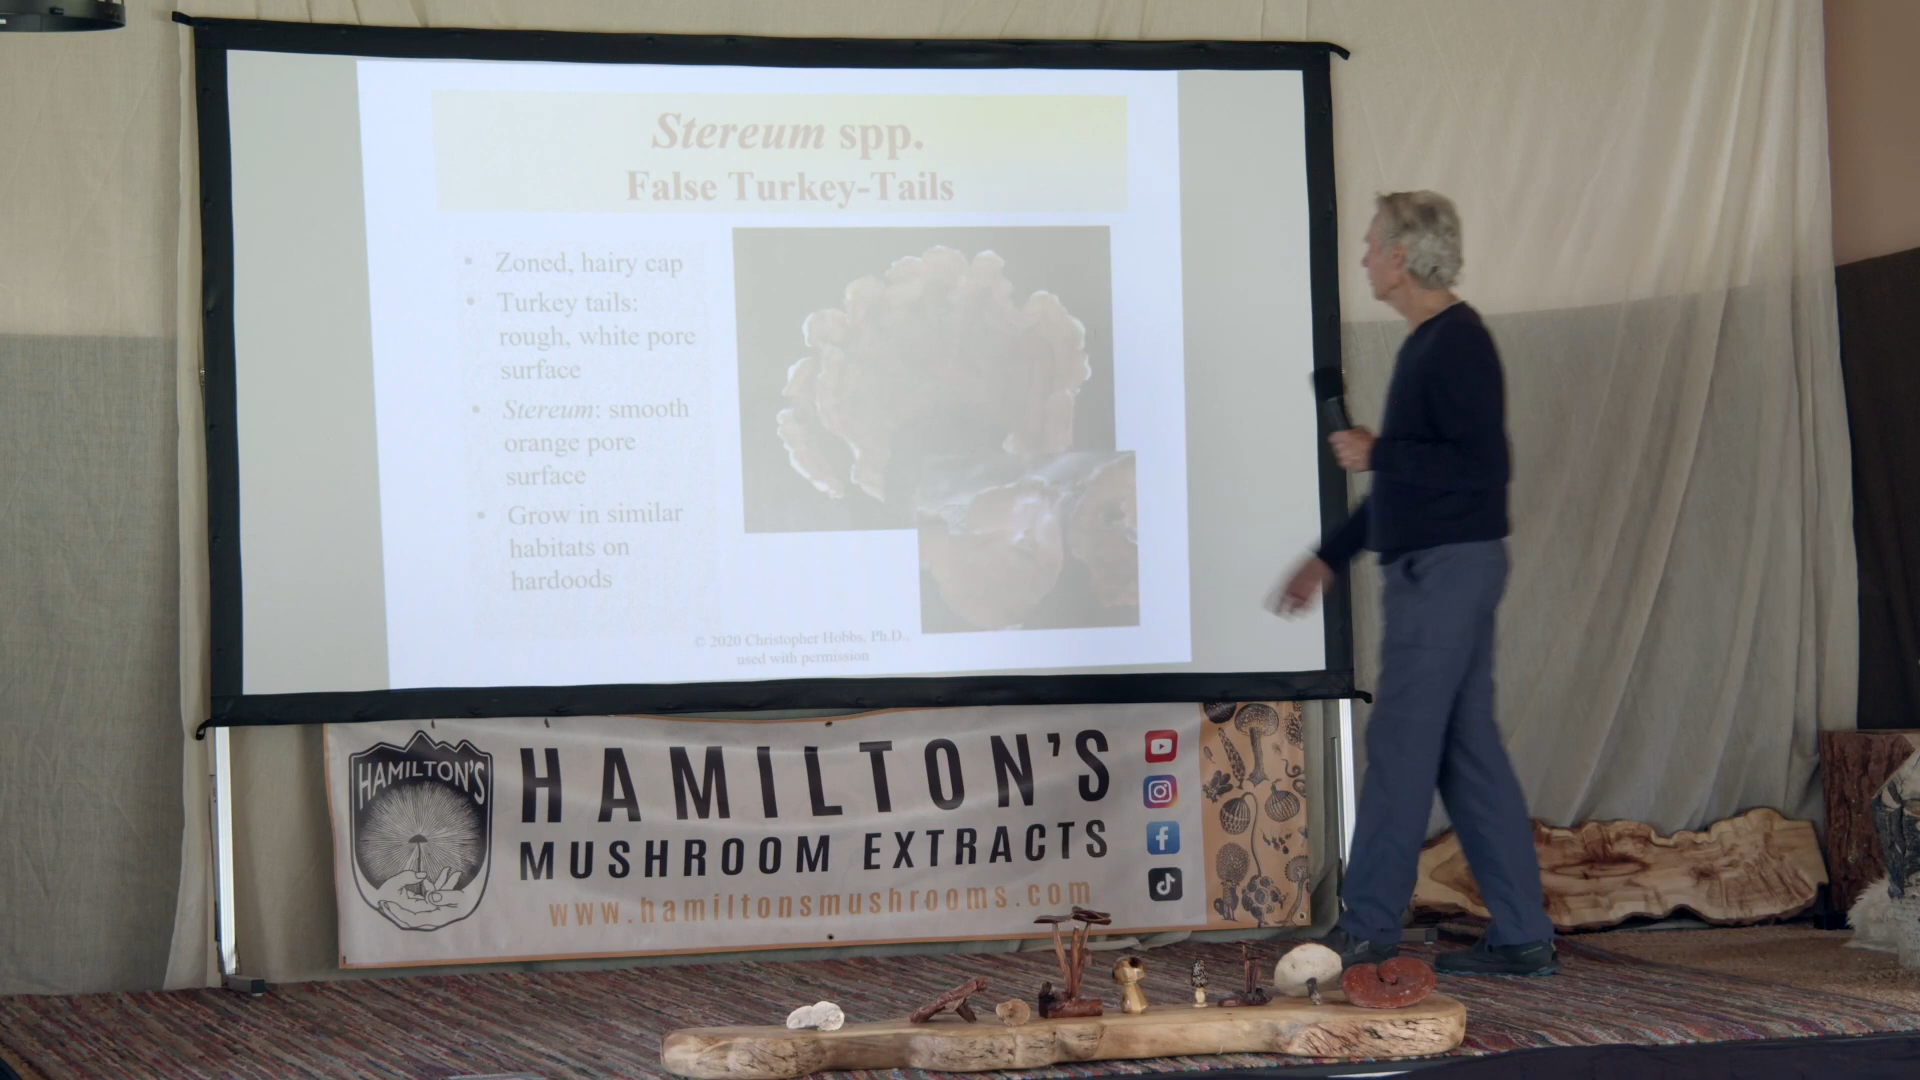 Stereum spp.
False Turkey-Tails
• Zoned, hairy cap
• Turkey tails:
rough, white pore
surface
• Stereum: smooth
orange pore
surface
• Grow in similar
habitats on
hardoods
© 2020 Christopher Hobbs, Ph.D.,
used with permission
HAMILTON'S
HAMILTON'S
MUSHROOM EXTRACTS
www.hamiltonsmushrooms.com